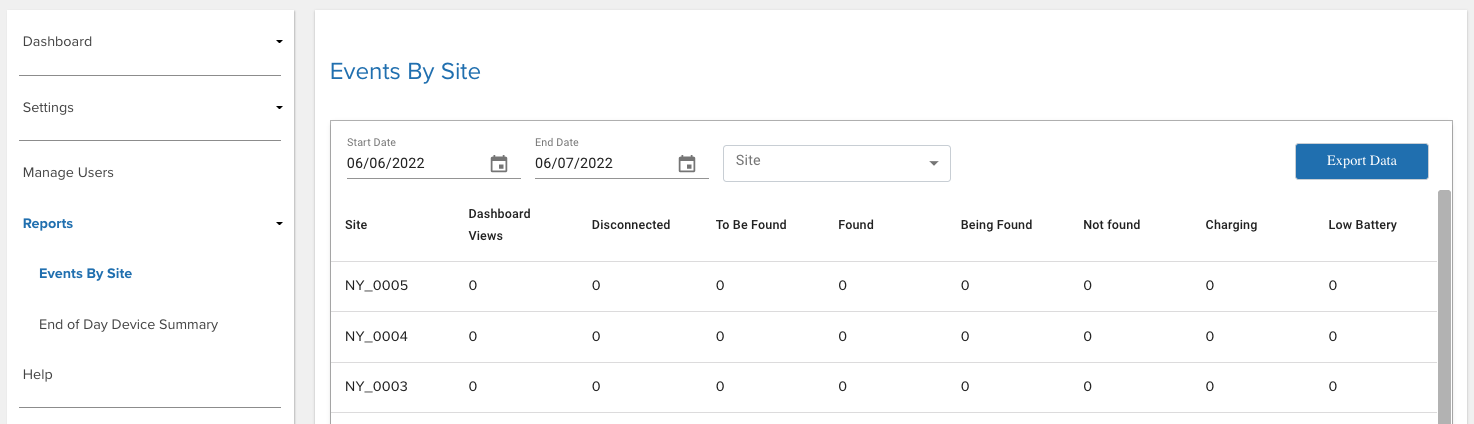 Dashboard
Settings
Manage Users
Reports
Events By Site
End of Day Device Summary
Help
Events By Site
Start Date
06/06/2022
End Date
06/07/2022
Site
Export Data
Site Dashboard Views Disconnected To Be Found Found Being Found Not found Charging Low Battery
NY_0005 0 0 0 0 0 0 0 0
NY_0004 0 0 0 0 0 0 0 0
NY_0003 0 0 0 0 0 0 0 0